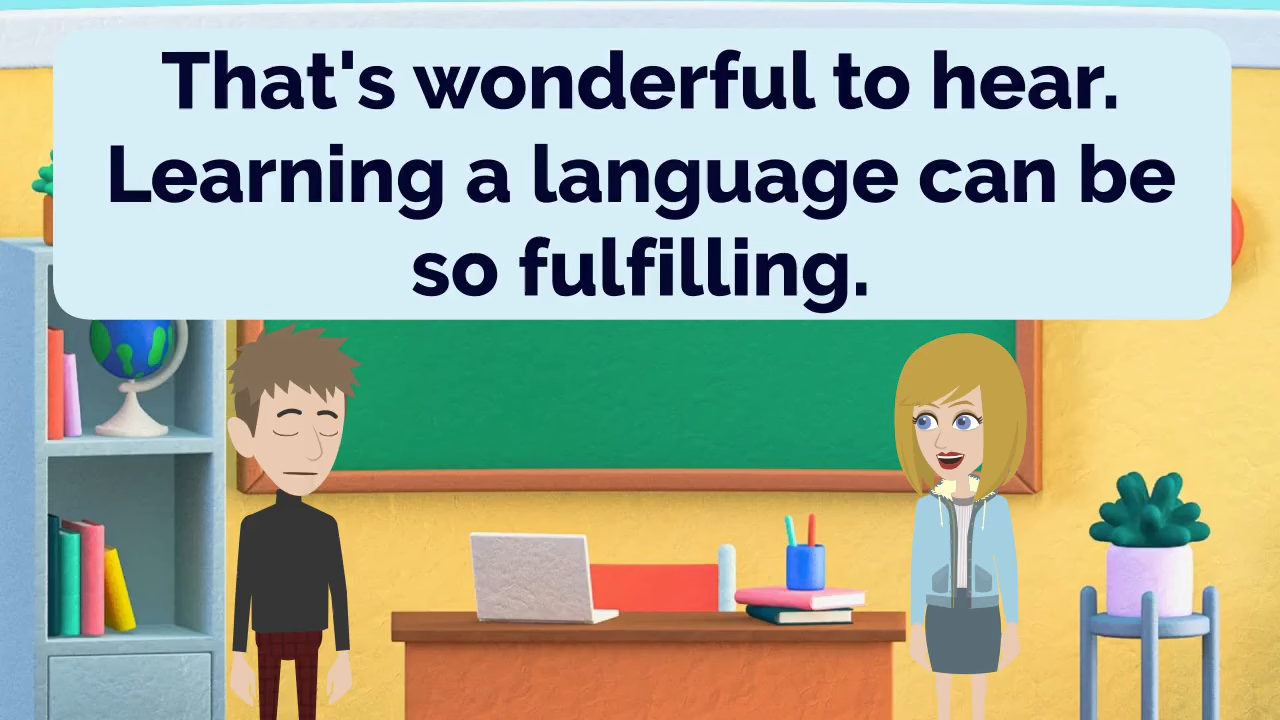 That's wonderful to hear.
Learning a language can be
so fulfilling.